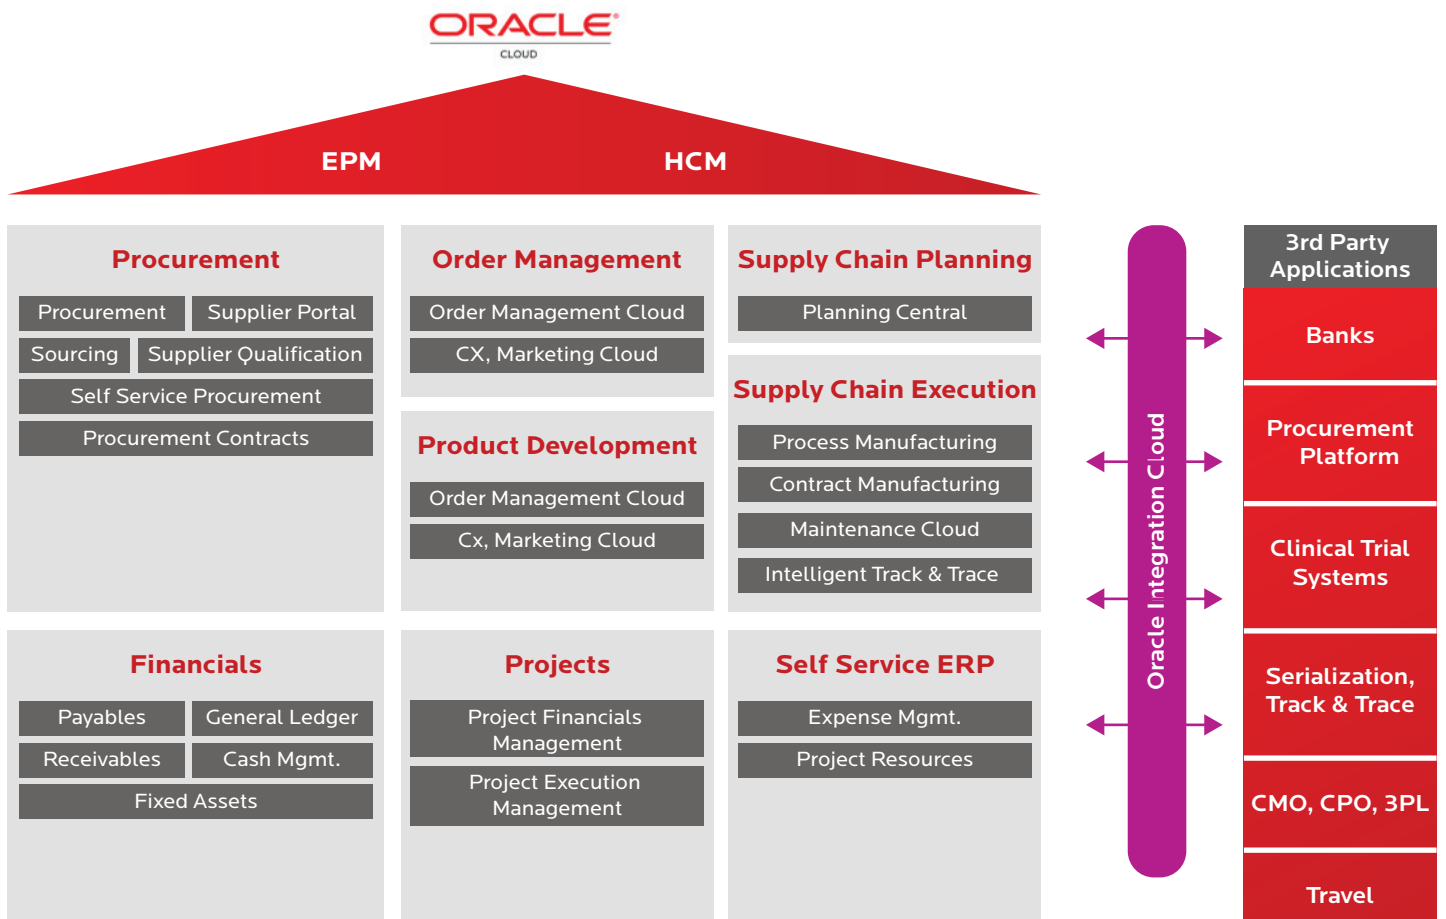 ORACLE®
CLOUD
EPM
HCM
Procurement
Procurement
Supplier Portal
Sourcing
Supplier Qualification
Self Service Procurement
Procurement Contracts
Order Management
Order Management Cloud
CX, Marketing Cloud
Product Development
Order Management Cloud
Cx, Marketing Cloud
Supply Chain Planning
Planning Central
Supply Chain Execution
Process Manufacturing
Contract Manufacturing
Maintenance Cloud
Intelligent Track & Trace
Financials
Payables
General Ledger
Receivables
Cash Mgmt.
Fixed Assets
Projects
Project Financials
Management
Project Execution
Management
Self Service ERP
Expense Mgmt.
Project Resources
Oracle Integration Cloud
3rd Party
Applications
Banks
Procurement
Platform
Clinical Trial
Systems
Serialization,
Track & Trace
CMO, CPO, 3PL
Travel